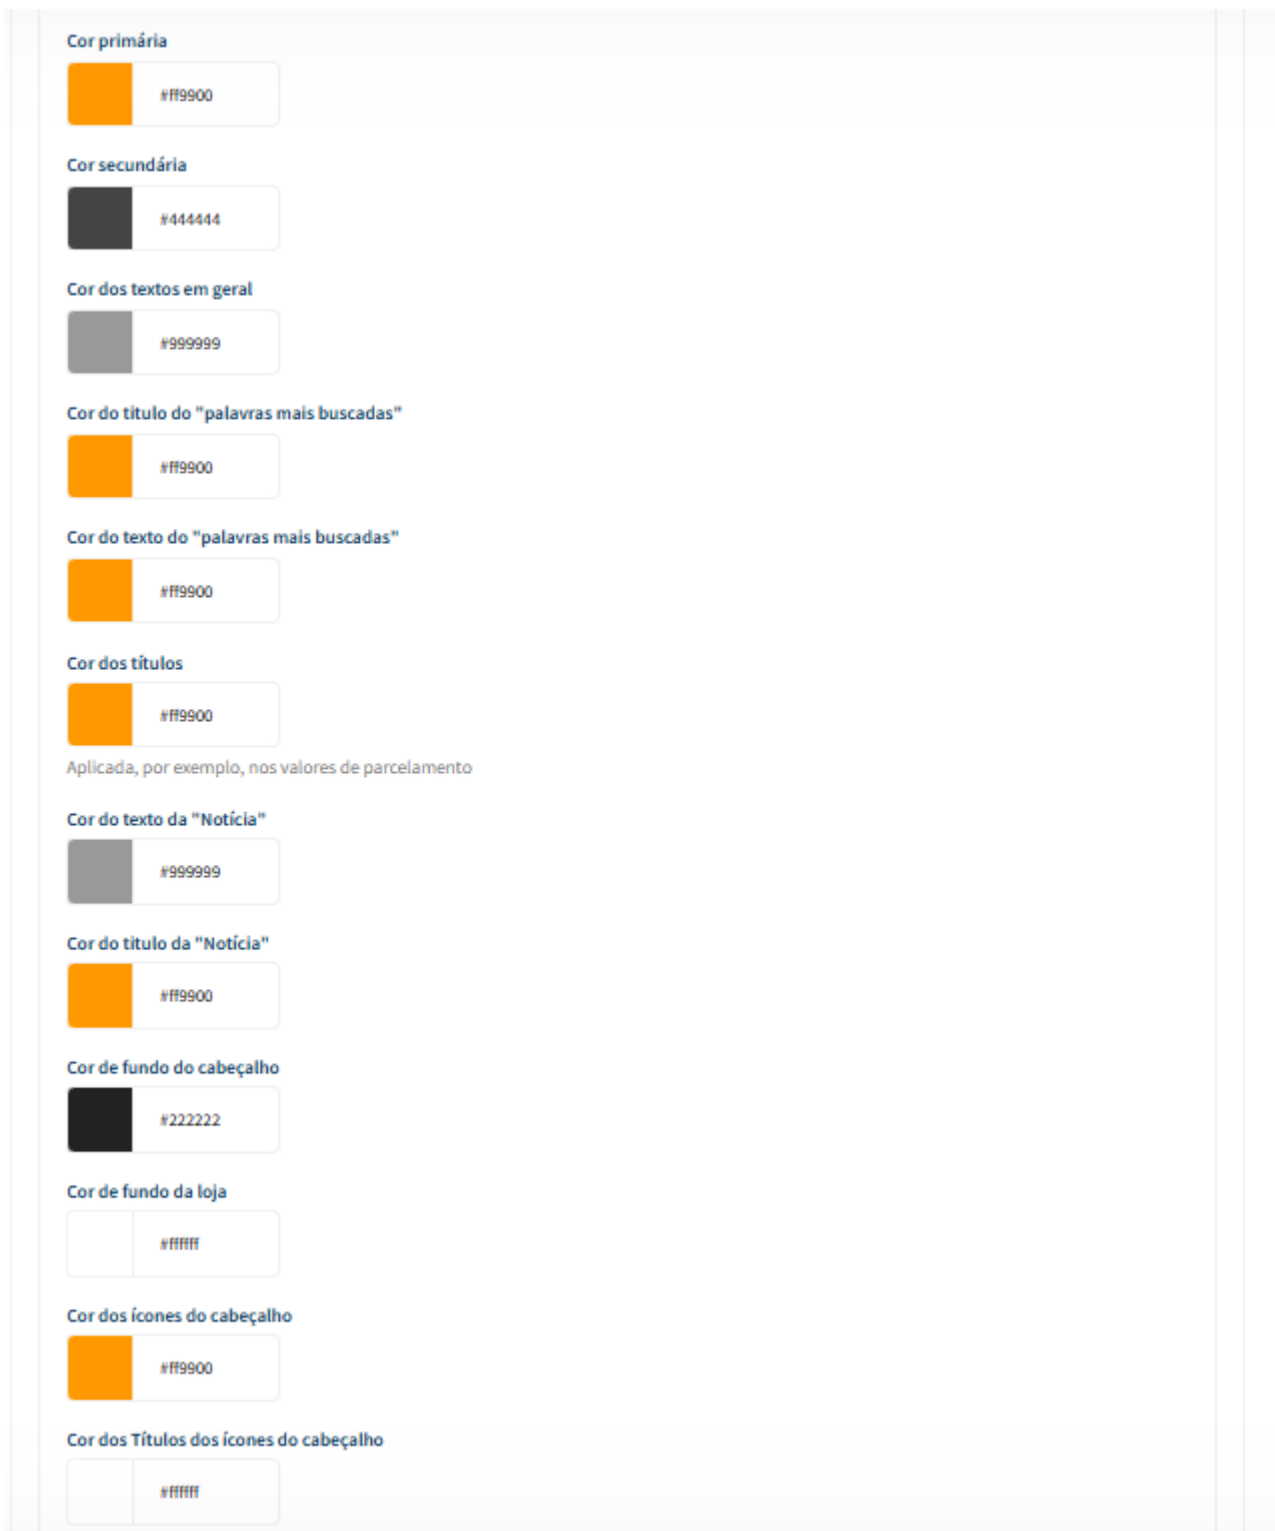 Cor primária
#ff9900
Cor secundária
#444444
Cor dos textos em geral
#999999
Cor do titulo do "palavras mais buscadas"
#ff9900
Cor do texto do "palavras mais buscadas"
#ff9900
Cor dos títulos
#ff9900
Aplicada, por exemplo, nos valores de parcelamento
Cor do texto da "Notícia"
#999999
Cor do titulo da "Notícia"
#ff9900
Cor de fundo do cabeçalho
#222222
Cor de fundo da loja
#ffffff
Cor dos ícones do cabeçalho
#ff9900
Cor dos Títulos dos ícones do cabeçalho
#ffffff